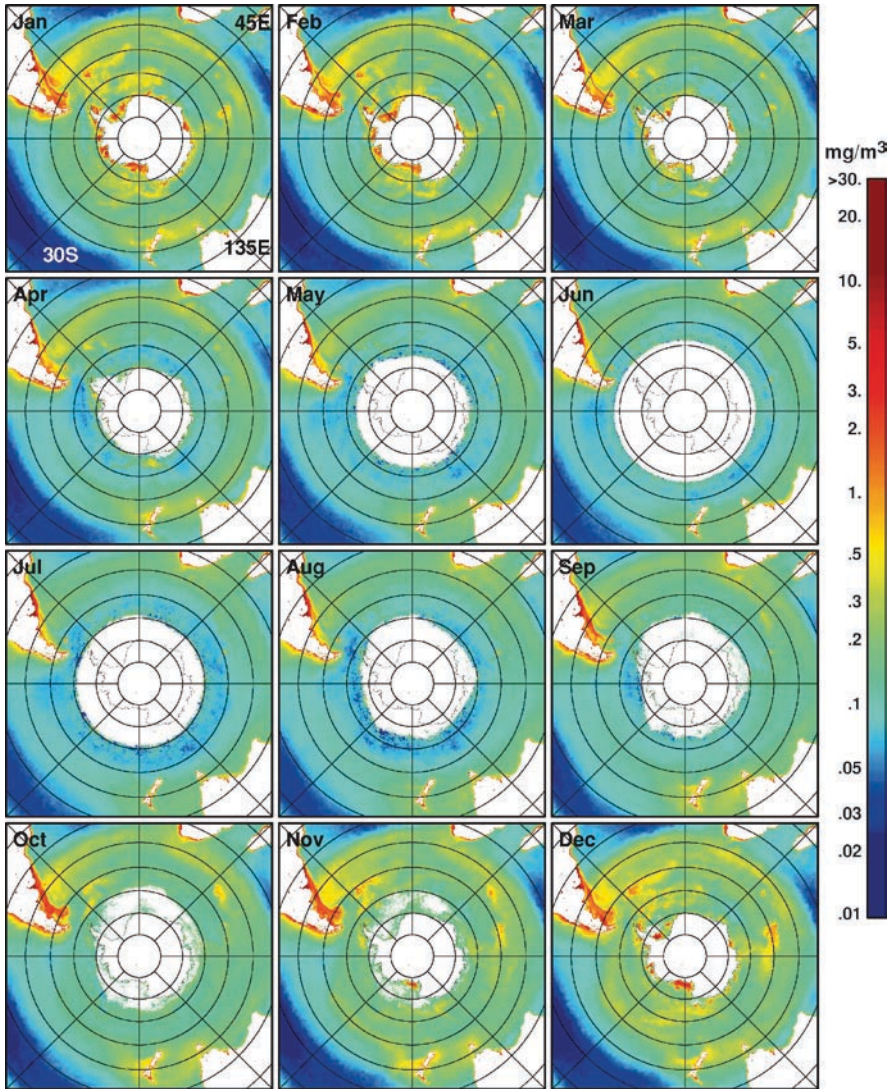 Jan
45E
30S
135E
Feb
Mar
Apr
May
Jun
Jul
Aug
Sep
Oct
Nov
Dec
mg/m³
>30.
20.
10.
5.
3.
2.
1.
.5
.3
.2
.1
.05
.03
.02
.01